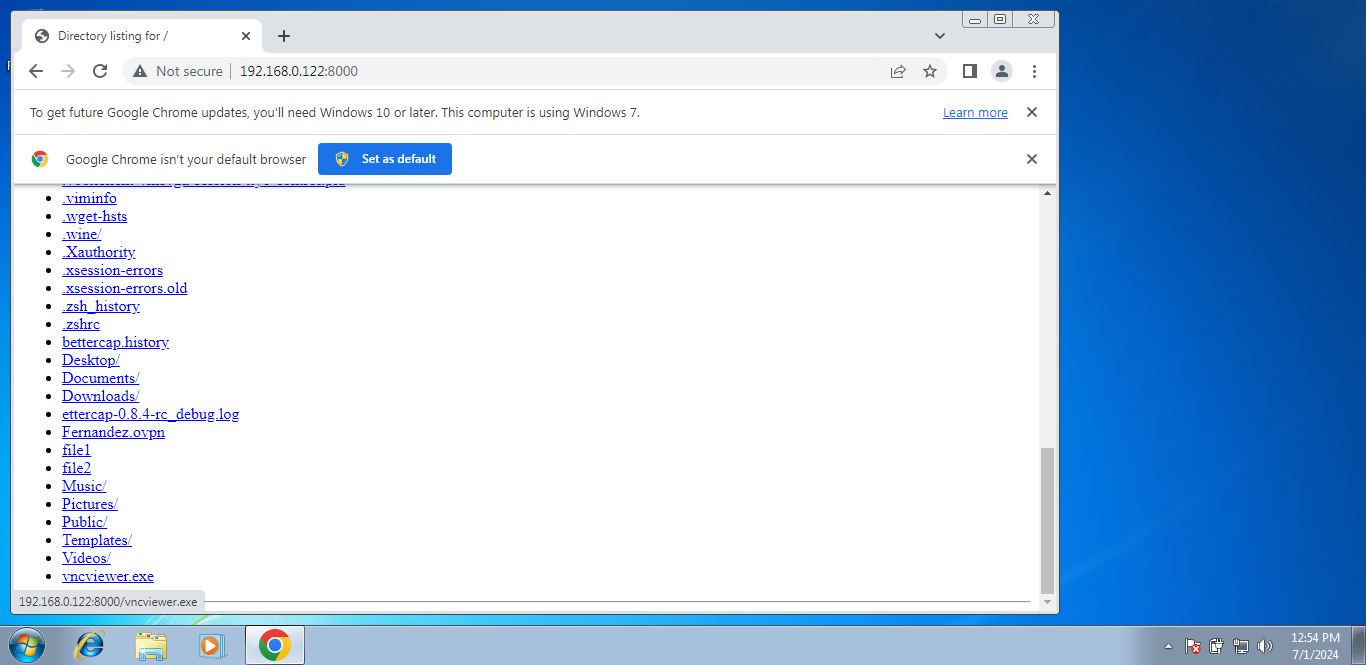 Directory listing for /
Not secure 192.168.0.122:8000
To get future Google Chrome updates, you'll need Windows 10 or later. This computer is using Windows 7. Learn more
Google Chrome isn't your default browser Set as default
.viminfo
.wget-hsts
.wine/
.Xauthority
.xsession-errors
.xsession-errors.old
.zsh_history
.zshrc
bettercap.history
Desktop/
Documents/
Downloads/
ettercap-0.8.4-rc_debug.log
Fernandez.ovpn
file1
file2
Music/
Pictures/
Public/
Templates/
Videos/
vncviewer.exe
192.168.0.122:8000/vncviewer.exe
12:54 PM
7/1/2024